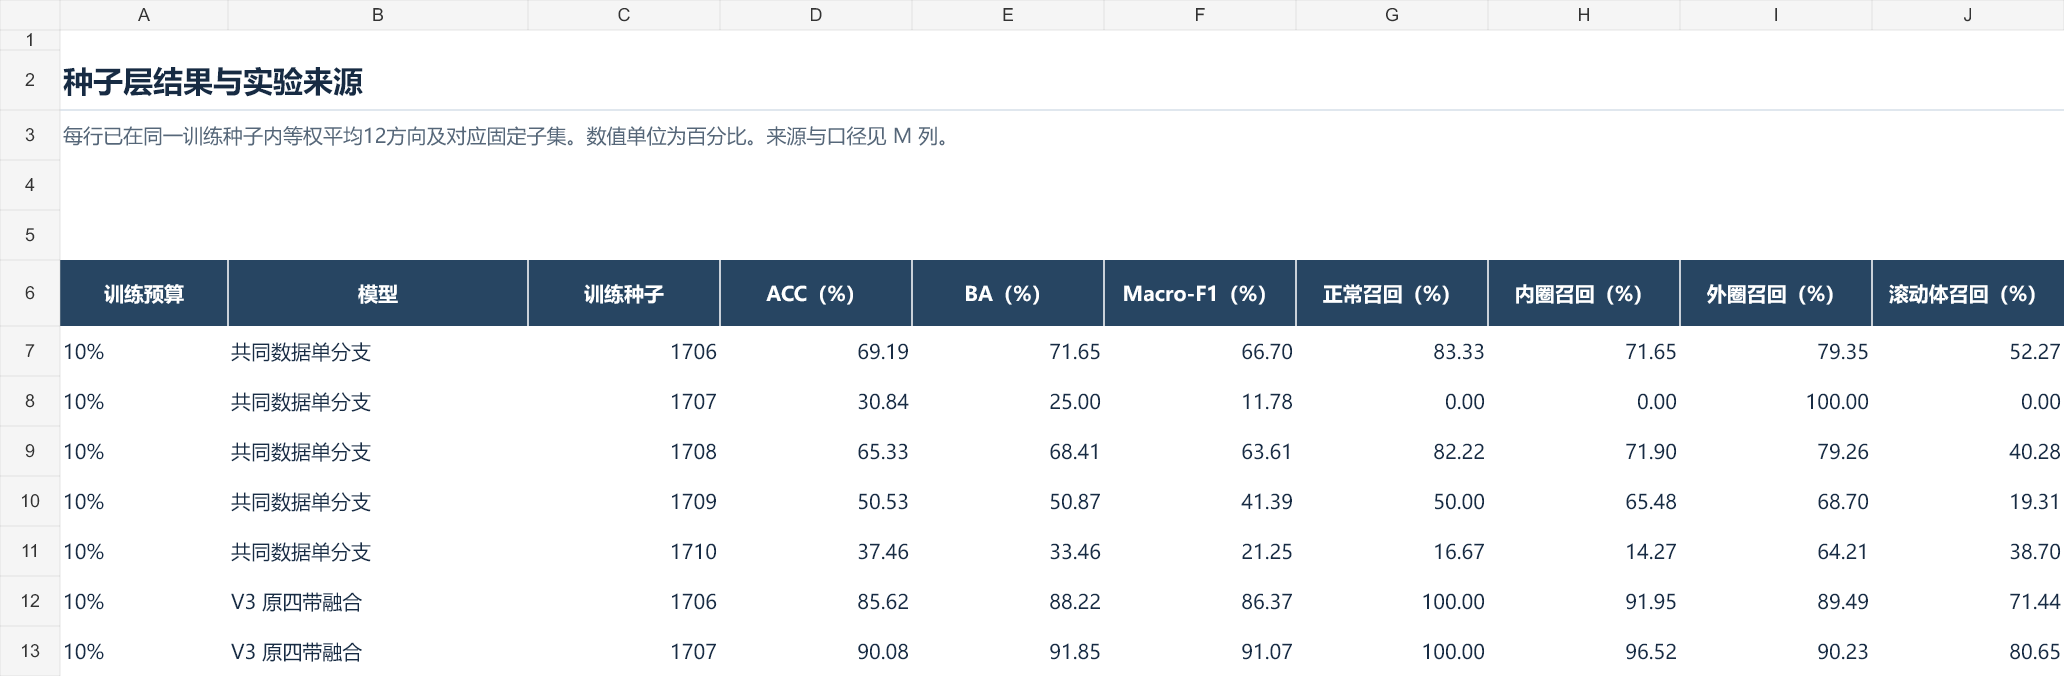 A B C D E F G H I J
1
2 种子层结果与实验来源
3 每行已在同一训练种子内等权平均12方向及对应固定子集。数值单位为百分比。来源与口径见 M 列。
4
5
6 训练预算 模型 训练种子 ACC（%） BA（%） Macro-F1（%） 正常召回（%） 内圈召回（%） 外圈召回（%） 滚动体召回（%）
7 10% 共同数据单分支 1706 69.19 71.65 66.70 83.33 71.65 79.35 52.27
8 10% 共同数据单分支 1707 30.84 25.00 11.78 0.00 0.00 100.00 0.00
9 10% 共同数据单分支 1708 65.33 68.41 63.61 82.22 71.90 79.26 40.28
10 10% 共同数据单分支 1709 50.53 50.87 41.39 50.00 65.48 68.70 19.31
11 10% 共同数据单分支 1710 37.46 33.46 21.25 16.67 14.27 64.21 38.70
12 10% V3 原四带融合 1706 85.62 88.22 86.37 100.00 91.95 89.49 71.44
13 10% V3 原四带融合 1707 90.08 91.85 91.07 100.00 96.52 90.23 80.65